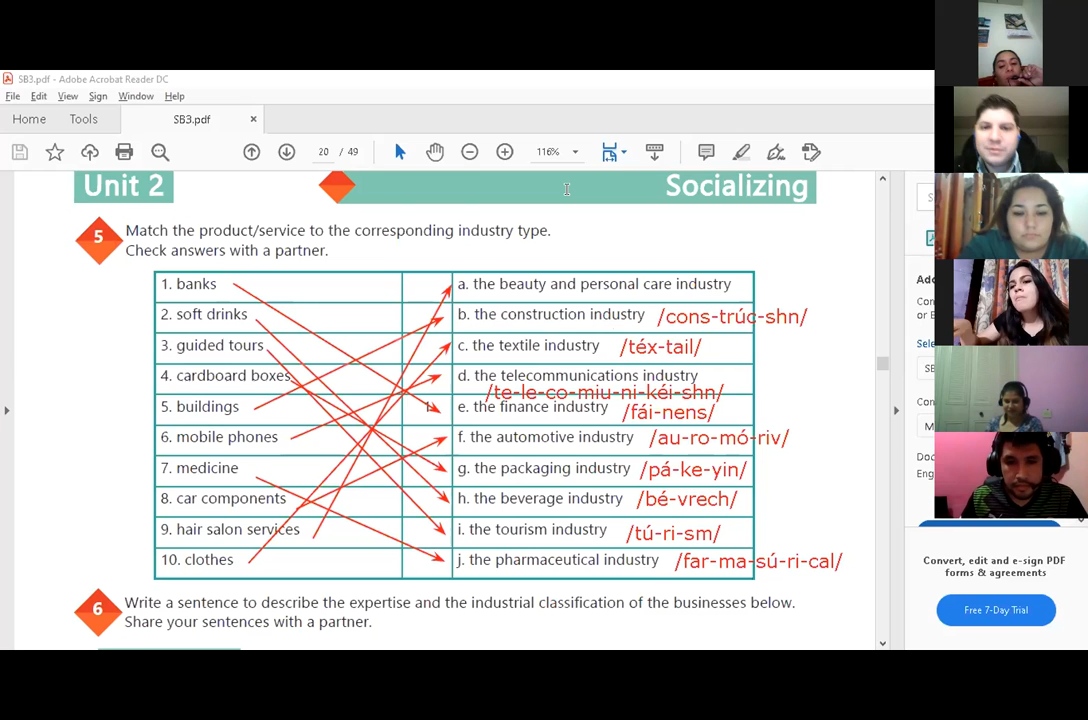 SB3.pdf - Adobe Acrobat Reader DC
File Edit View Sign Window Help
Home Tools SB3.pdf ×
20 / 49 116%
Unit 2 Socializing
5 Match the product/service to the corresponding industry type.
Check answers with a partner.
1. banks a. the beauty and personal care industry
2. soft drinks b. the construction industry /cons-trúc-shn/
3. guided tours c. the textile industry /téx-tail/
4. cardboard boxes d. the telecommunications industry
/te-le-co-miu-ni-kéi-shn/
5. buildings e. the finance industry /fái-nens/
6. mobile phones f. the automotive industry /au-ro-mó-riv/
7. medicine g. the packaging industry /pá-ke-yin/
8. car components h. the beverage industry /bé-vrech/
9. hair salon services i. the tourism industry /tú-ri-sm/
10. clothes j. the pharmaceutical industry /far-ma-sú-ri-cal/
6 Write a sentence to describe the expertise and the industrial classification of the businesses below.
Share your sentences with a partner.
Convert, edit and e-sign PDF
forms & agreements
Free 7-Day Trial